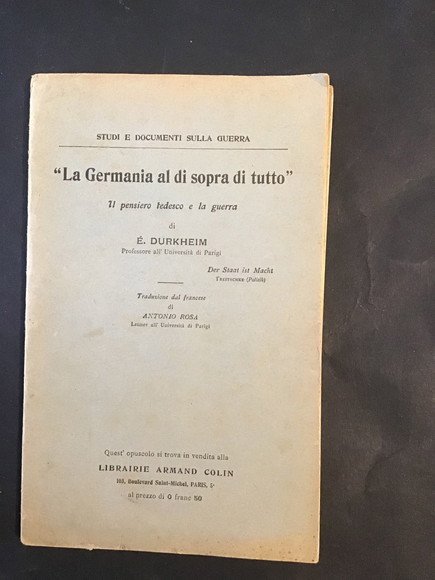 STUDI E DOCUMENTI SULLA GUERRA
"La Germania al di sopra di tutto"
Il pensiero tedesco e la guerra
di
É. DURKHEIM
Professore all' Università di Parigi
Der Staat ist Macht
TREITSCHKE (Politik)
Traduzione dal francese
di
ANTONIO ROSA
Lettore all' Università di Parigi
Quest' opuscolo si trova in vendita alla
LIBRAIRIE ARMAND COLIN
103, Boulevard Saint-Michel, PARIS, 5e
al prezzo di 0 franc 50